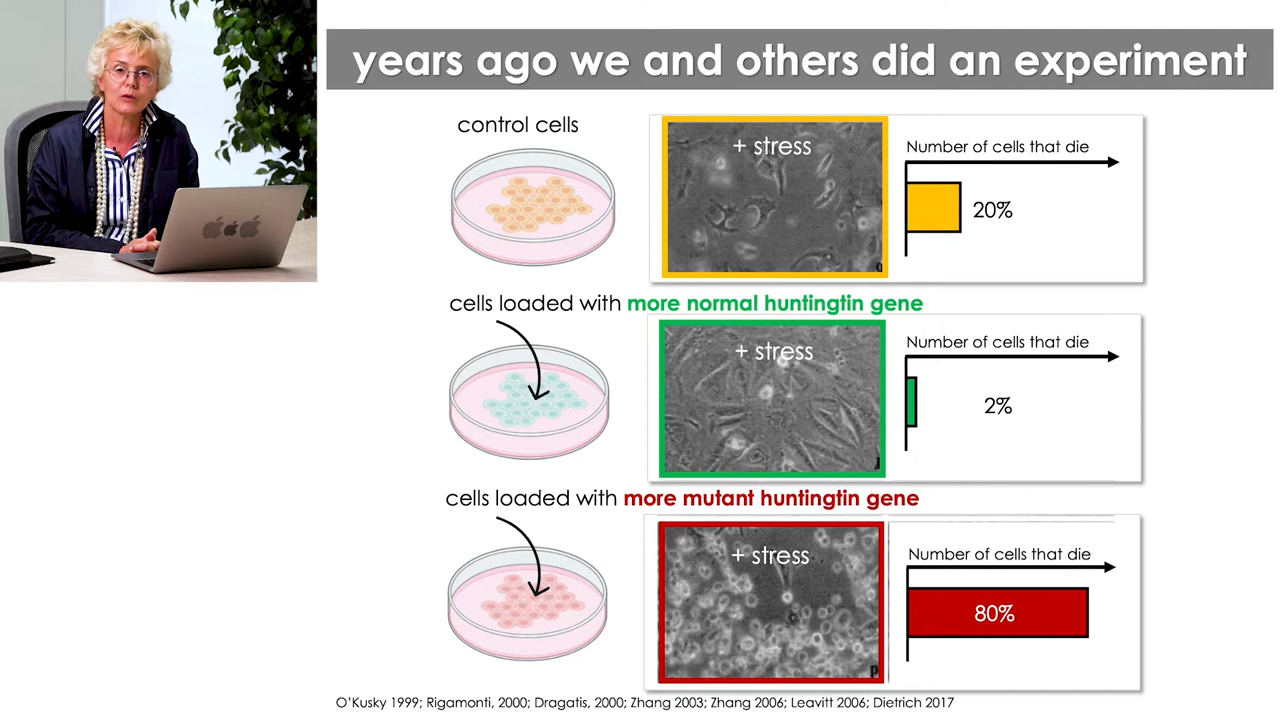 years ago we and others did an experiment
control cells
+ stress
Number of cells that die
20%
cells loaded with more normal huntingtin gene
+ stress
Number of cells that die
2%
cells loaded with more mutant huntingtin gene
+ stress
Number of cells that die
80%
O'Kusky 1999; Rigamonti, 2000; Dragatis, 2000; Zhang 2003; Zhang 2006; Leavitt 2006; Dietrich 2017